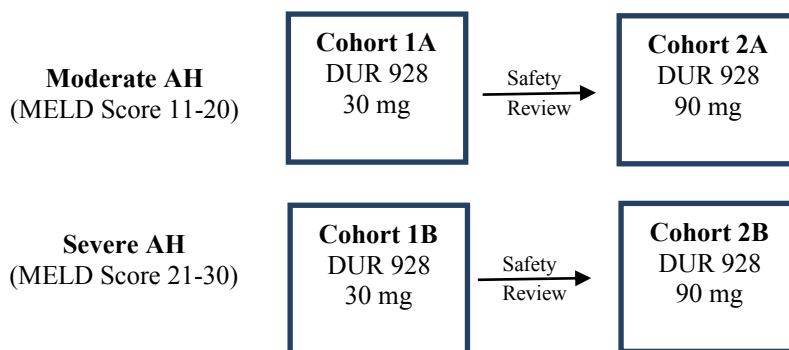 Moderate AH
(MELD Score 11-20)
Cohort 1A
DUR 928
30 mg
Safety
Review
Cohort 2A
DUR 928
90 mg
Severe AH
(MELD Score 21-30)
Cohort 1B
DUR 928
30 mg
Safety
Review
Cohort 2B
DUR 928
90 mg